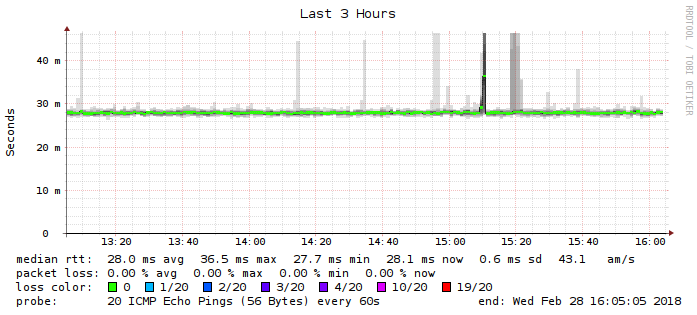 Last 3 Hours
RRDTOOL / TOBI OETIKER
Seconds
40 m
30 m
20 m
10 m
0
13:20 13:40 14:00 14:20 14:40 15:00 15:20 15:40 16:00
median rtt: 28.0 ms avg 36.5 ms max 27.7 ms min 28.1 ms now 0.6 ms sd 43.1 am/s
packet loss: 0.00 % avg 0.00 % max 0.00 % min 0.00 % now
loss color: 0 1/20 2/20 3/20 4/20 10/20 19/20
probe: 20 ICMP Echo Pings (56 Bytes) every 60s end: Wed Feb 28 16:05:05 2018